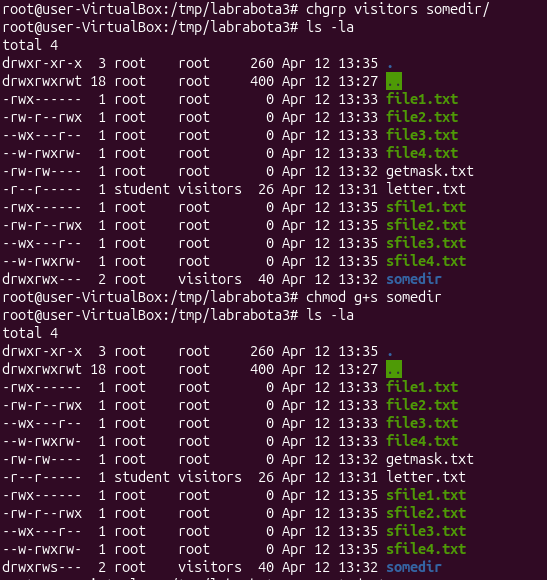 root@user-VirtualBox:/tmp/labrabota3# chgrp visitors somedir/
root@user-VirtualBox:/tmp/labrabota3# ls -la
total 4
drwxr-xr-x  3 root    root     260 Apr 12 13:35 .
drwxrwxrwt 18 root    root     400 Apr 12 13:27 ..
-rwx------  1 root    root       0 Apr 12 13:33 file1.txt
-rw-r--rwx  1 root    root       0 Apr 12 13:33 file2.txt
--wx---r--  1 root    root       0 Apr 12 13:33 file3.txt
--w-rwxrw-  1 root    root       0 Apr 12 13:33 file4.txt
-rw-rw----  1 root    root       0 Apr 12 13:32 getmask.txt
-r--r-----  1 student visitors  26 Apr 12 13:31 letter.txt
-rwx------  1 root    root       0 Apr 12 13:35 sfile1.txt
-rw-r--rwx  1 root    root       0 Apr 12 13:35 sfile2.txt
--wx---r--  1 root    root       0 Apr 12 13:35 sfile3.txt
--w-rwxrw-  1 root    root       0 Apr 12 13:35 sfile4.txt
drwxrwx---  2 root    visitors  40 Apr 12 13:32 somedir
root@user-VirtualBox:/tmp/labrabota3# chmod g+s somedir
root@user-VirtualBox:/tmp/labrabota3# ls -la
total 4
drwxr-xr-x  3 root    root     260 Apr 12 13:35 .
drwxrwxrwt 18 root    root     400 Apr 12 13:27 ..
-rwx------  1 root    root       0 Apr 12 13:33 file1.txt
-rw-r--rwx  1 root    root       0 Apr 12 13:33 file2.txt
--wx---r--  1 root    root       0 Apr 12 13:33 file3.txt
--w-rwxrw-  1 root    root       0 Apr 12 13:33 file4.txt
-rw-rw----  1 root    root       0 Apr 12 13:32 getmask.txt
-r--r-----  1 student visitors  26 Apr 12 13:31 letter.txt
-rwx------  1 root    root       0 Apr 12 13:35 sfile1.txt
-rw-r--rwx  1 root    root       0 Apr 12 13:35 sfile2.txt
--wx---r--  1 root    root       0 Apr 12 13:35 sfile3.txt
--w-rwxrw-  1 root    root       0 Apr 12 13:35 sfile4.txt
drwxrws---  2 root    visitors  40 Apr 12 13:32 somedir